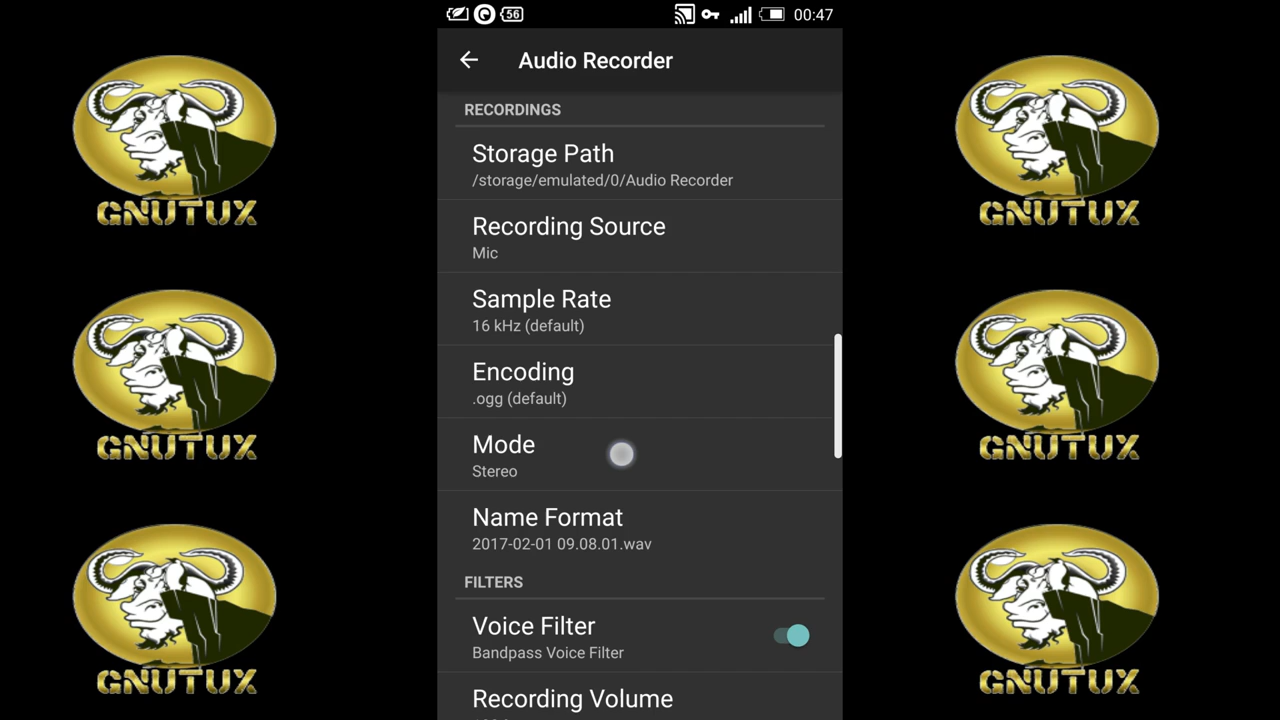 56
00:47
Audio Recorder
RECORDINGS
Storage Path
/storage/emulated/0/Audio Recorder
Recording Source
Mic
Sample Rate
16 kHz (default)
Encoding
.ogg (default)
Mode
Stereo
Name Format
2017-02-01 09.08.01.wav
FILTERS
Voice Filter
Bandpass Voice Filter
Recording Volume
GNUTUX
GNUTUX
GNUTUX
GNUTUX
GNUTUX
GNUTUX